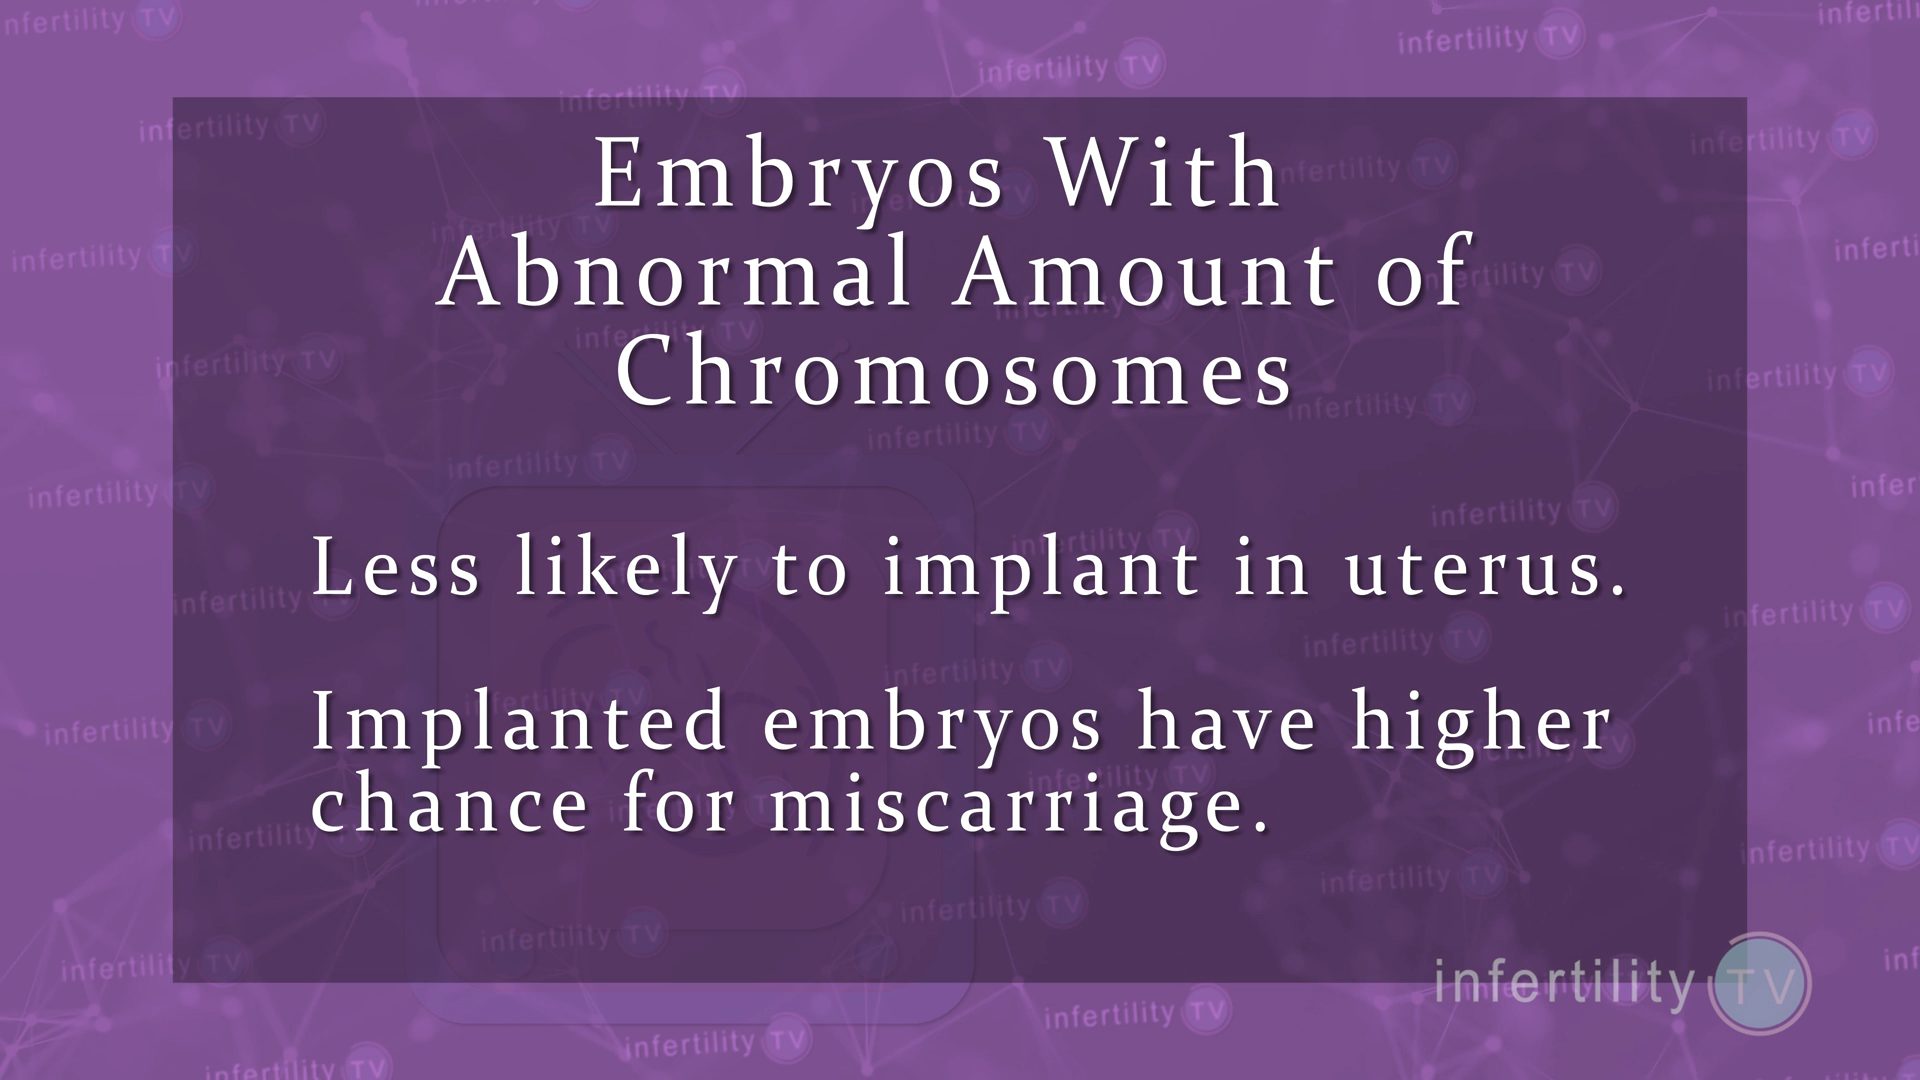 Embryos With
Abnormal Amount of
Chromosomes
Less likely to implant in uterus.
Implanted embryos have higher
chance for miscarriage.
infertility TV